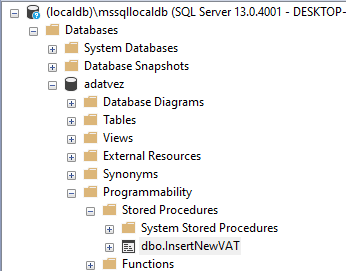 (localdb)\mssqllocaldb (SQL Server 13.0.4001 - DESKTOP-
Databases
System Databases
Database Snapshots
adatvez
Database Diagrams
Tables
Views
External Resources
Synonyms
Programmability
Stored Procedures
System Stored Procedures
dbo.InsertNewVAT
Functions